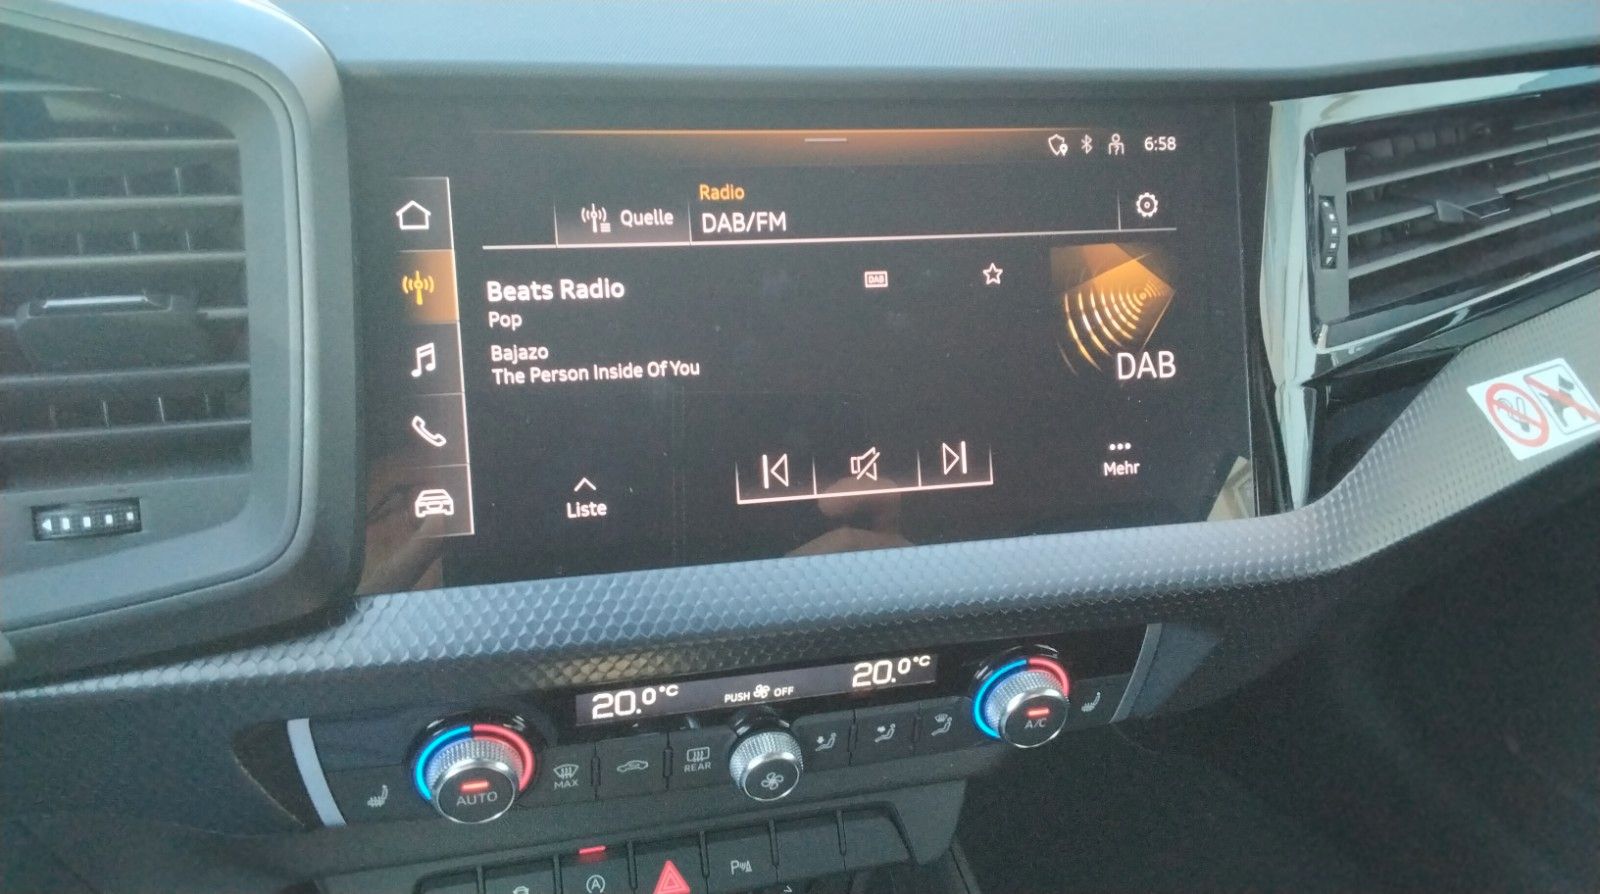 6:58
Radio
Quelle
DAB/FM
Beats Radio
DAB
Pop
Bajazo
The Person Inside Of You
DAB
Liste
Mehr
20.0°C
PUSH OFF
20.0°C
AUTO
MAX
REAR
A/C
A
P